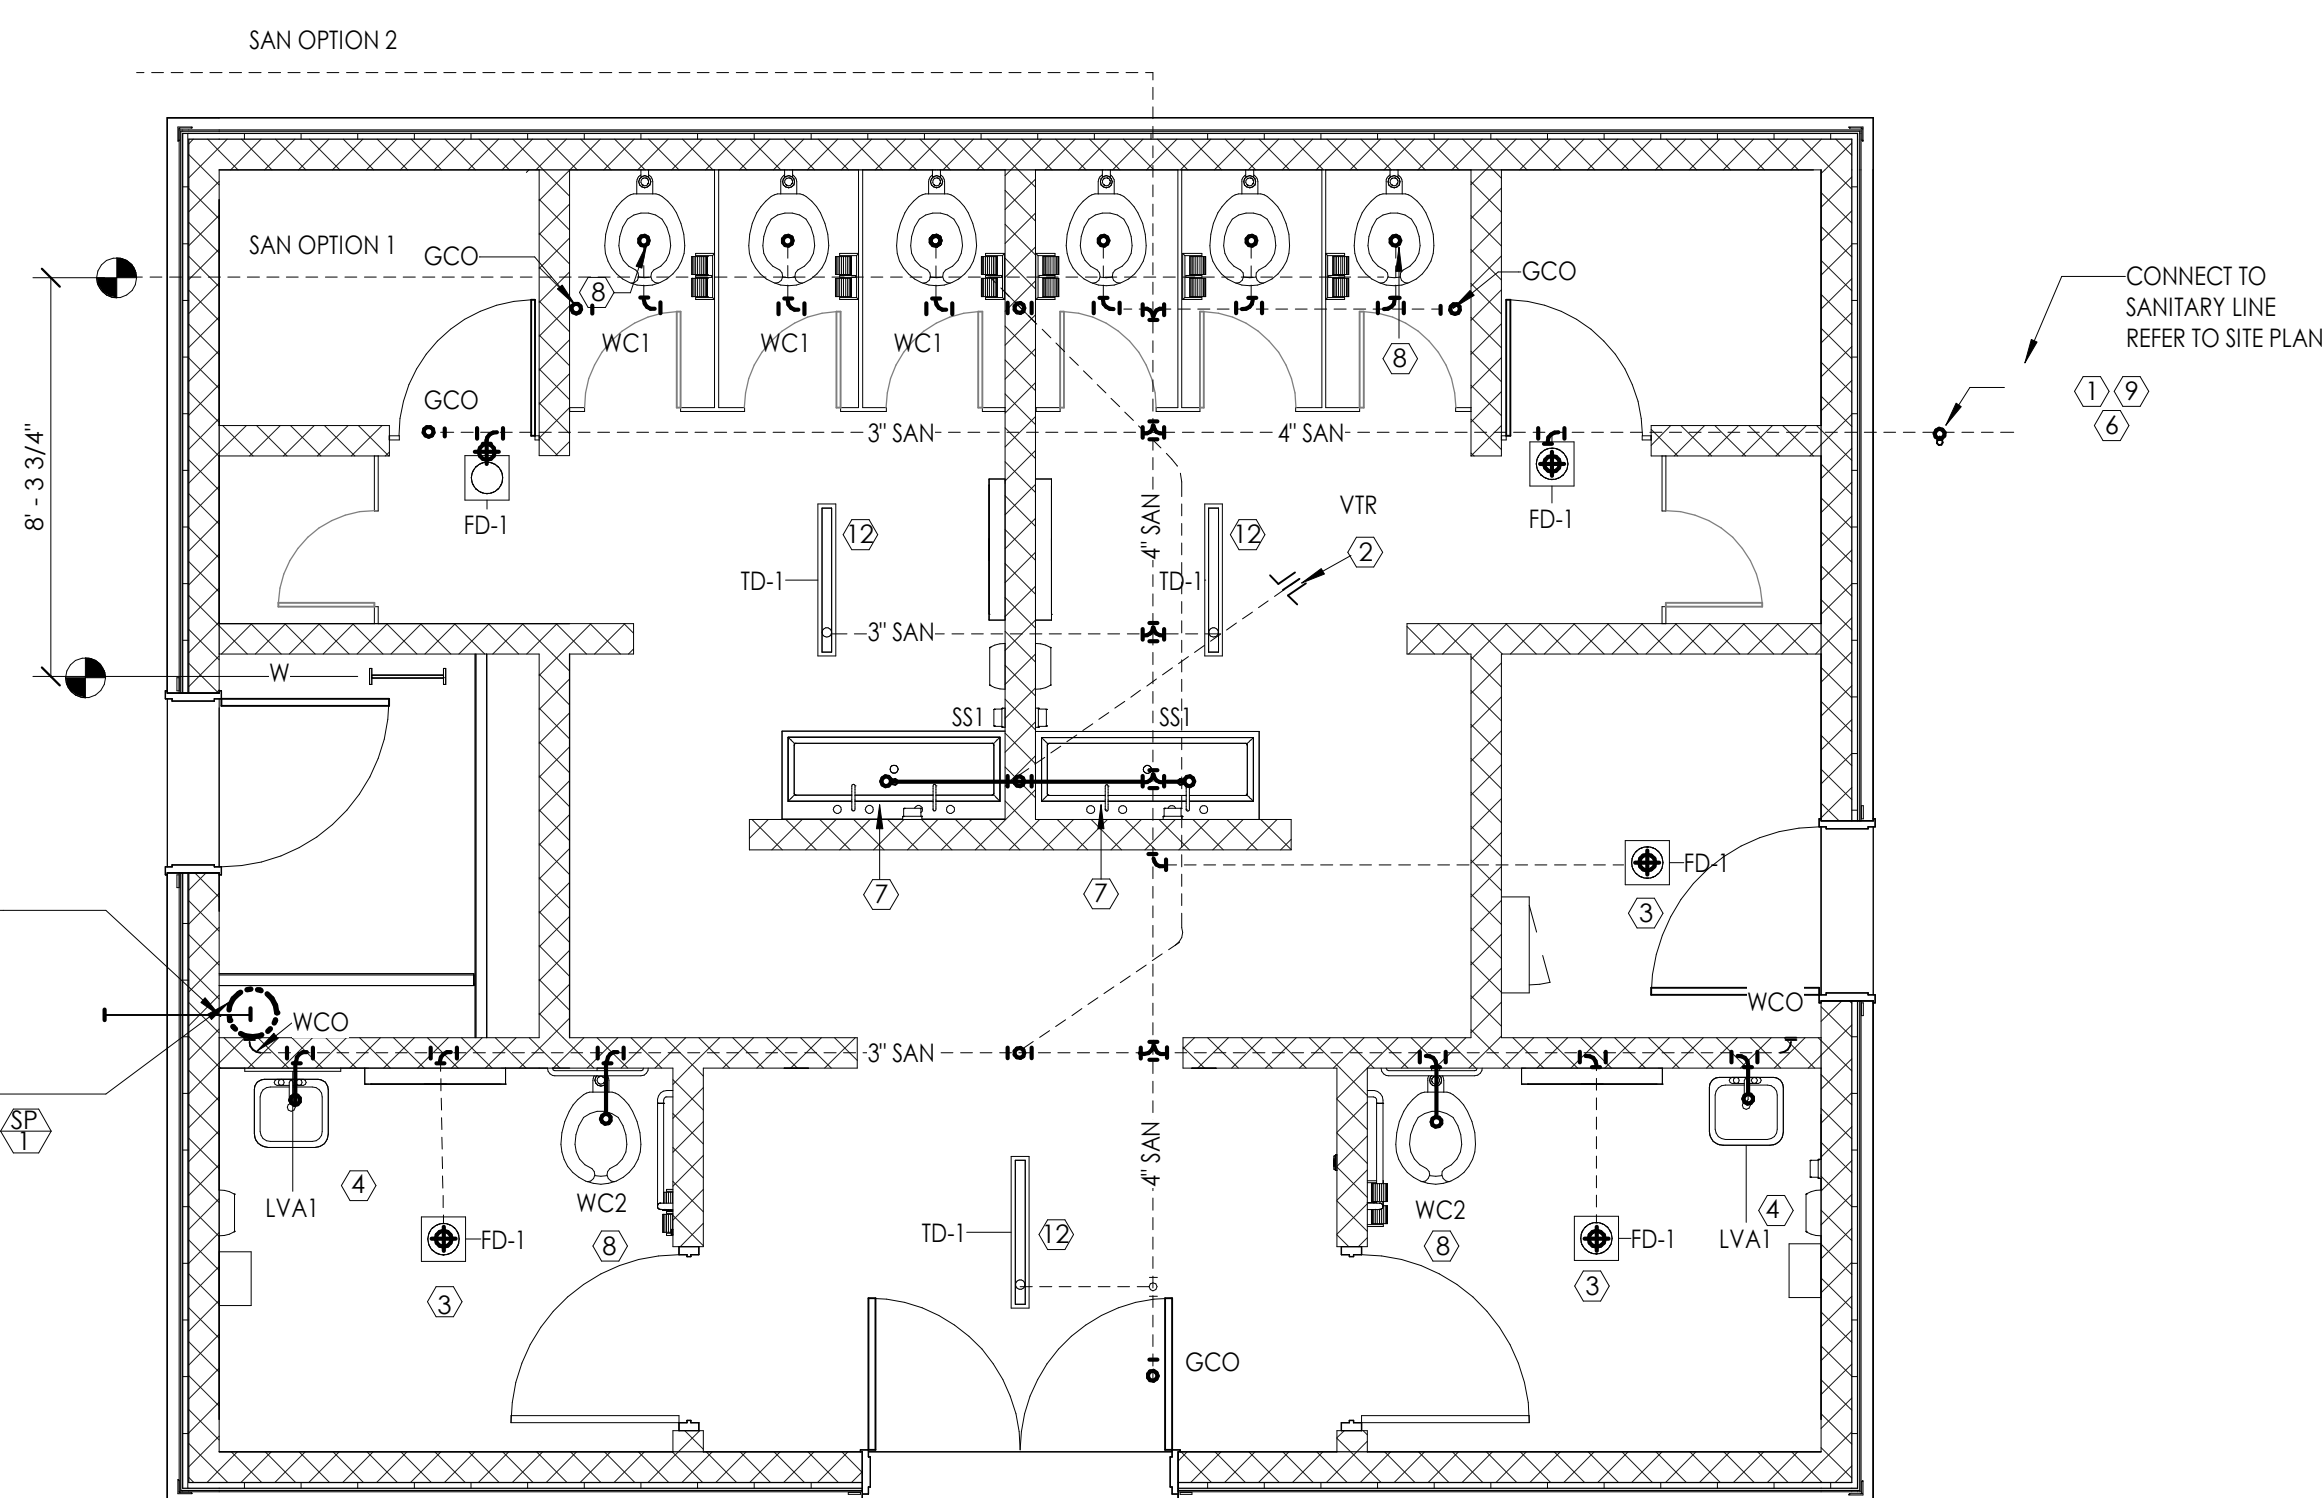 SAN OPTION 2
SAN OPTION 1
GCO
GCO
CONNECT TO
SANITARY LINE
REFER TO SITE PLAN
8
WC1
WC1
WC1
8
1
9
6
GCO
3" SAN
4" SAN
8' - 3 3/4"
FD-1
12
4" SAN
12
VTR
FD-1
2
TD-1
TD-1
3" SAN
W
SS1
SS1
FD-1
7
7
3
WCO
WCO
3" SAN
SP
1
4" SAN
4
LVA1
WC2
WC2
4
LVA1
TD-1
12
FD-1
8
8
FD-1
3
3
GCO